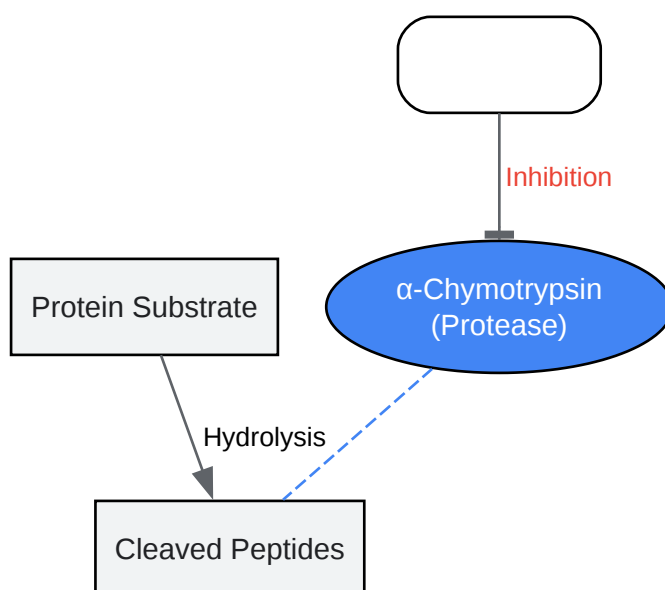 Inhibition
α-Chymotrypsin
(Protease)
Protein Substrate
Hydrolysis
Cleaved Peptides